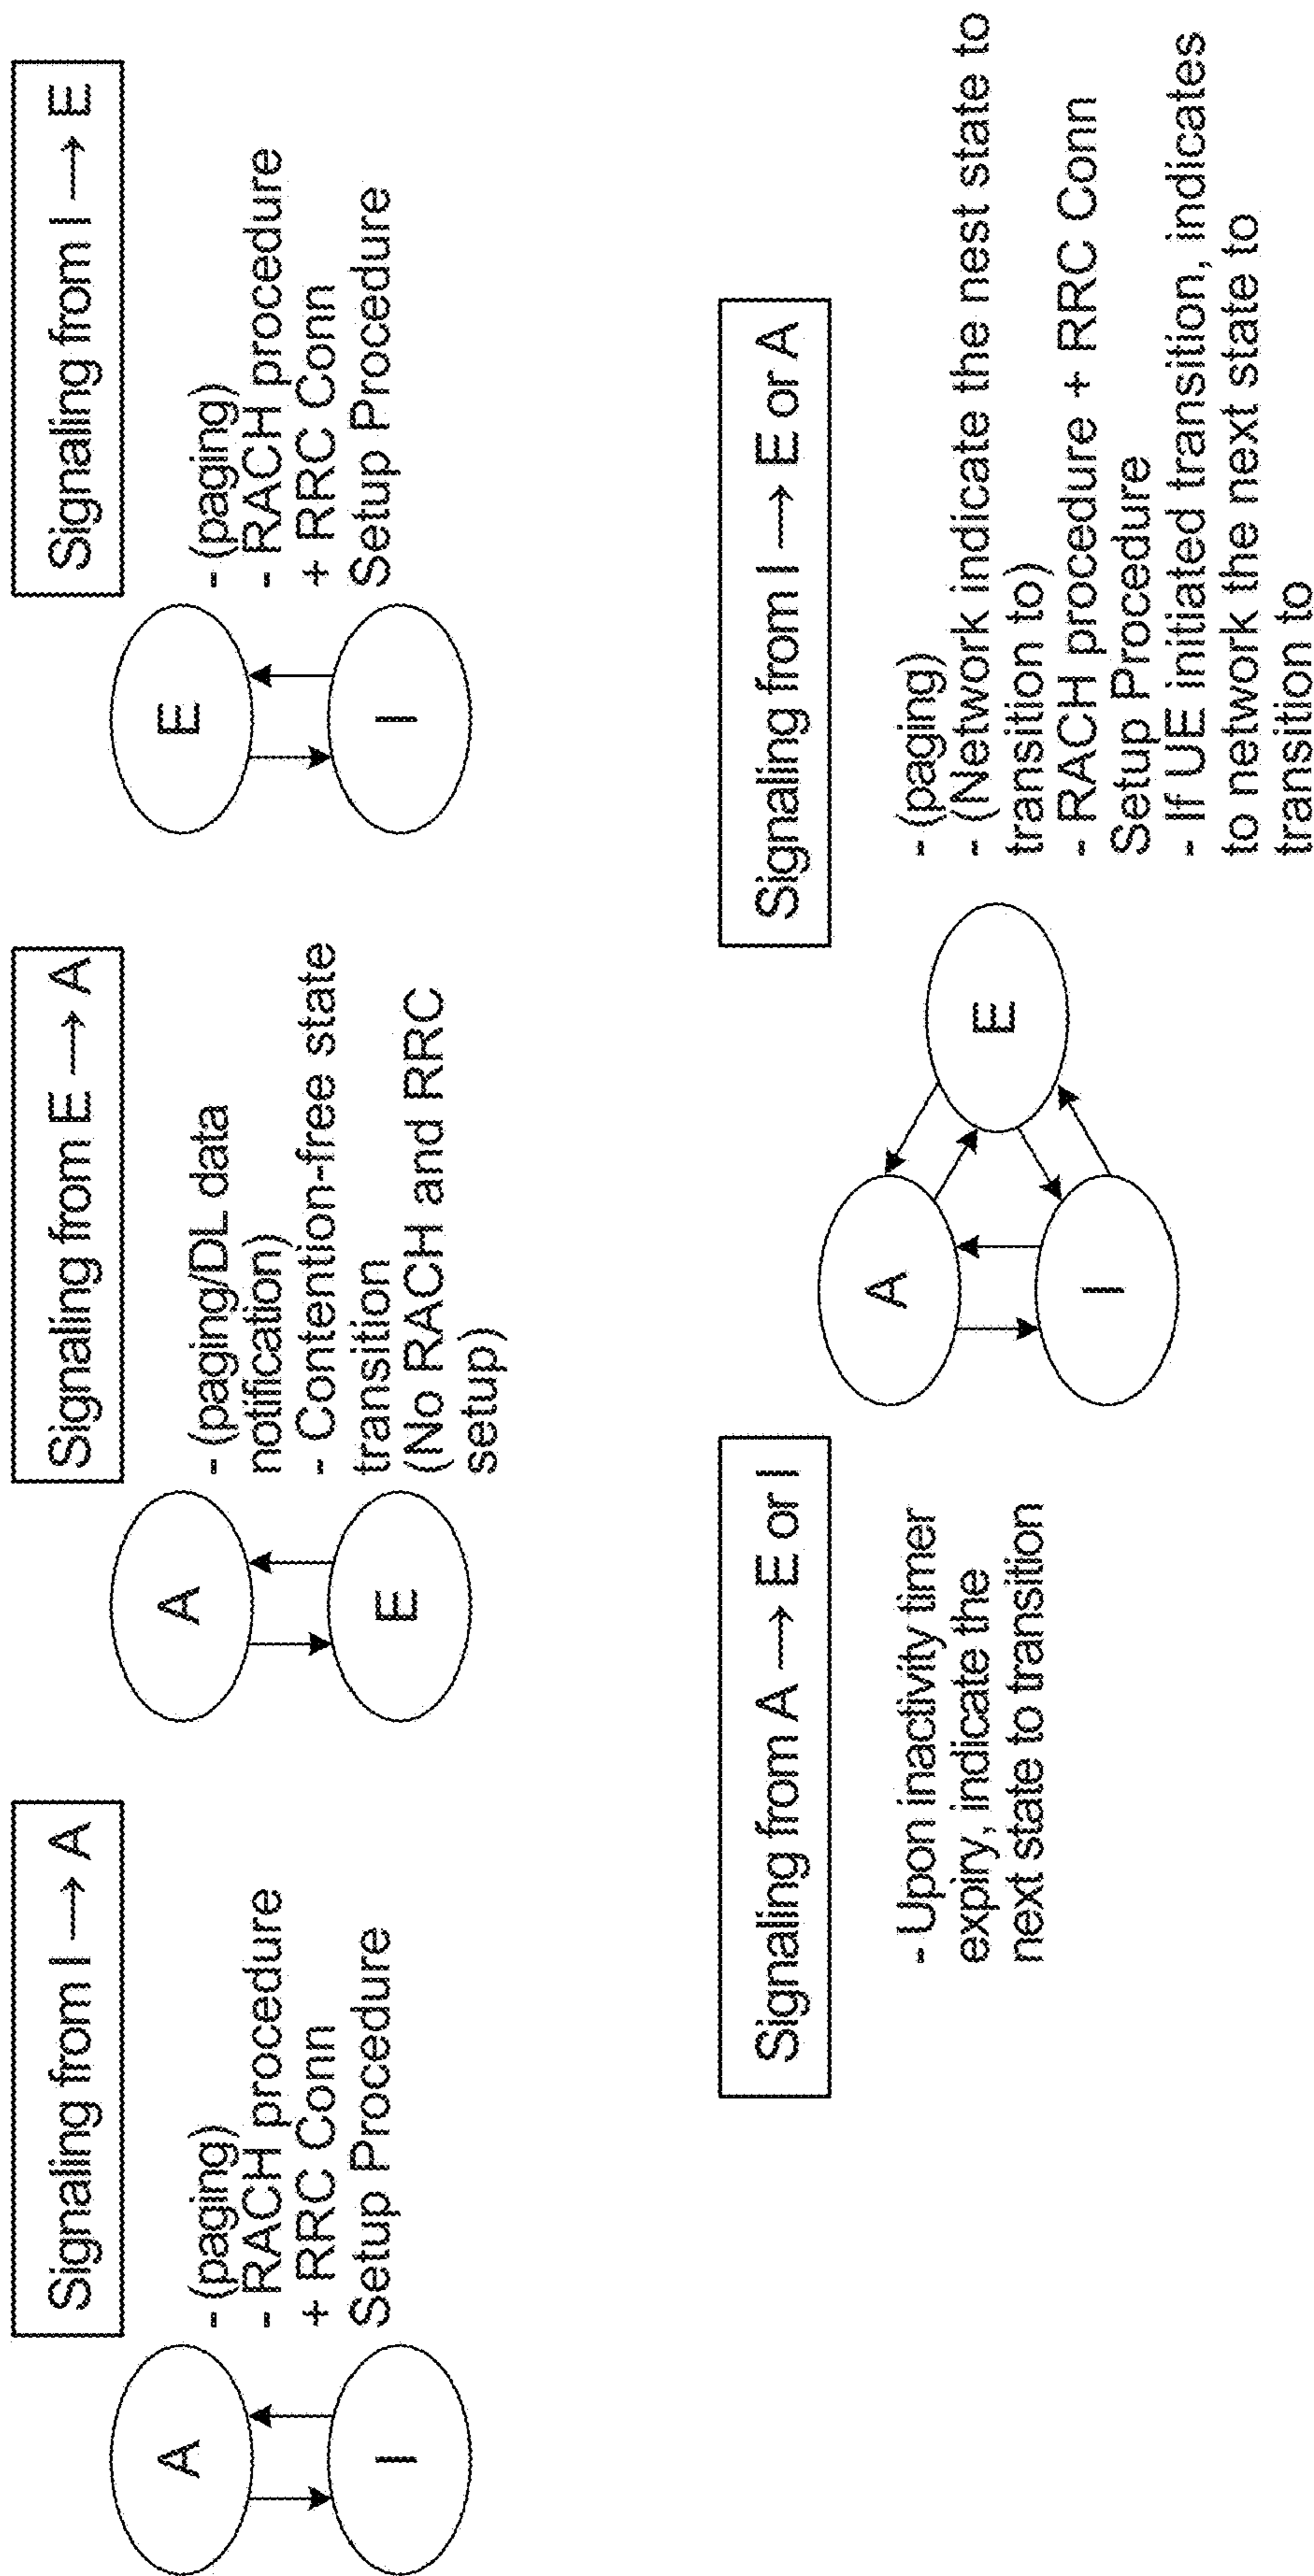 Signaling from I → A
A
I
- (paging)
- RACH procedure
+ RRC Conn
Setup Procedure
Signaling from E → A
A
E
- (paging/DL data
notification)
- Contention-free state
transition
(No RACH and RRC
setup)
Signaling from I → E
E
I
- (paging)
- RACH procedure
+ RRC Conn
Setup Procedure
Signaling from A → E or I
- Upon inactivity timer
expiry, indicate the
next state to transition
A
E
I
Signaling from I → E or A
- (paging)
- (Network indicate the nest state to
transition to)
- RACH procedure + RRC Conn
Setup Procedure
- If UE initiated transition, indicates
to network the next state to
transition to